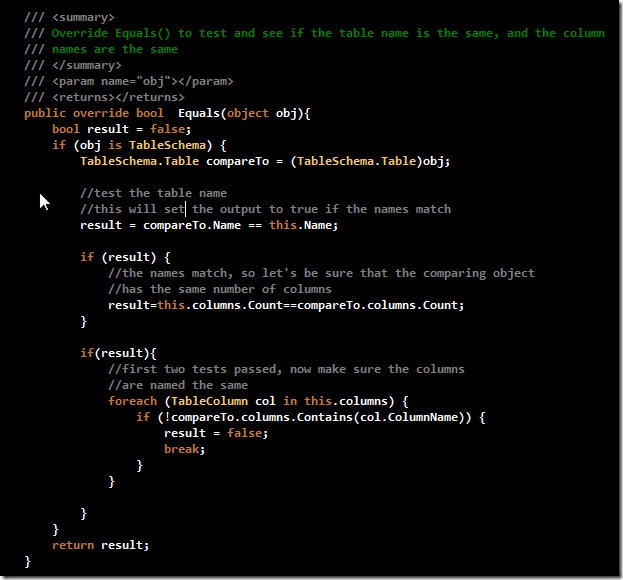 /// <summary>
/// Override Equals() to test and see if the table name is the same, and the column
/// names are the same
/// </summary>
/// <param name="obj"></param>
/// <returns></returns>
public override bool  Equals(object obj){
    bool result = false;
    if (obj is TableSchema) {
        TableSchema.Table compareTo = (TableSchema.Table)obj;

        //test the table name
        //this will set the output to true if the names match
        result = compareTo.Name == this.Name;

        if (result) {
            //the names match, so let's be sure that the comparing object
            //has the same number of columns
            result=this.columns.Count==compareTo.columns.Count;
        }

        if(result){
            //first two tests passed, now make sure the columns
            //are named the same
            foreach (TableColumn col in this.columns) {
                if (!compareTo.columns.Contains(col.ColumnName)) {
                    result = false;
                    break;
                }
            }

        }
    }
    return result;
}